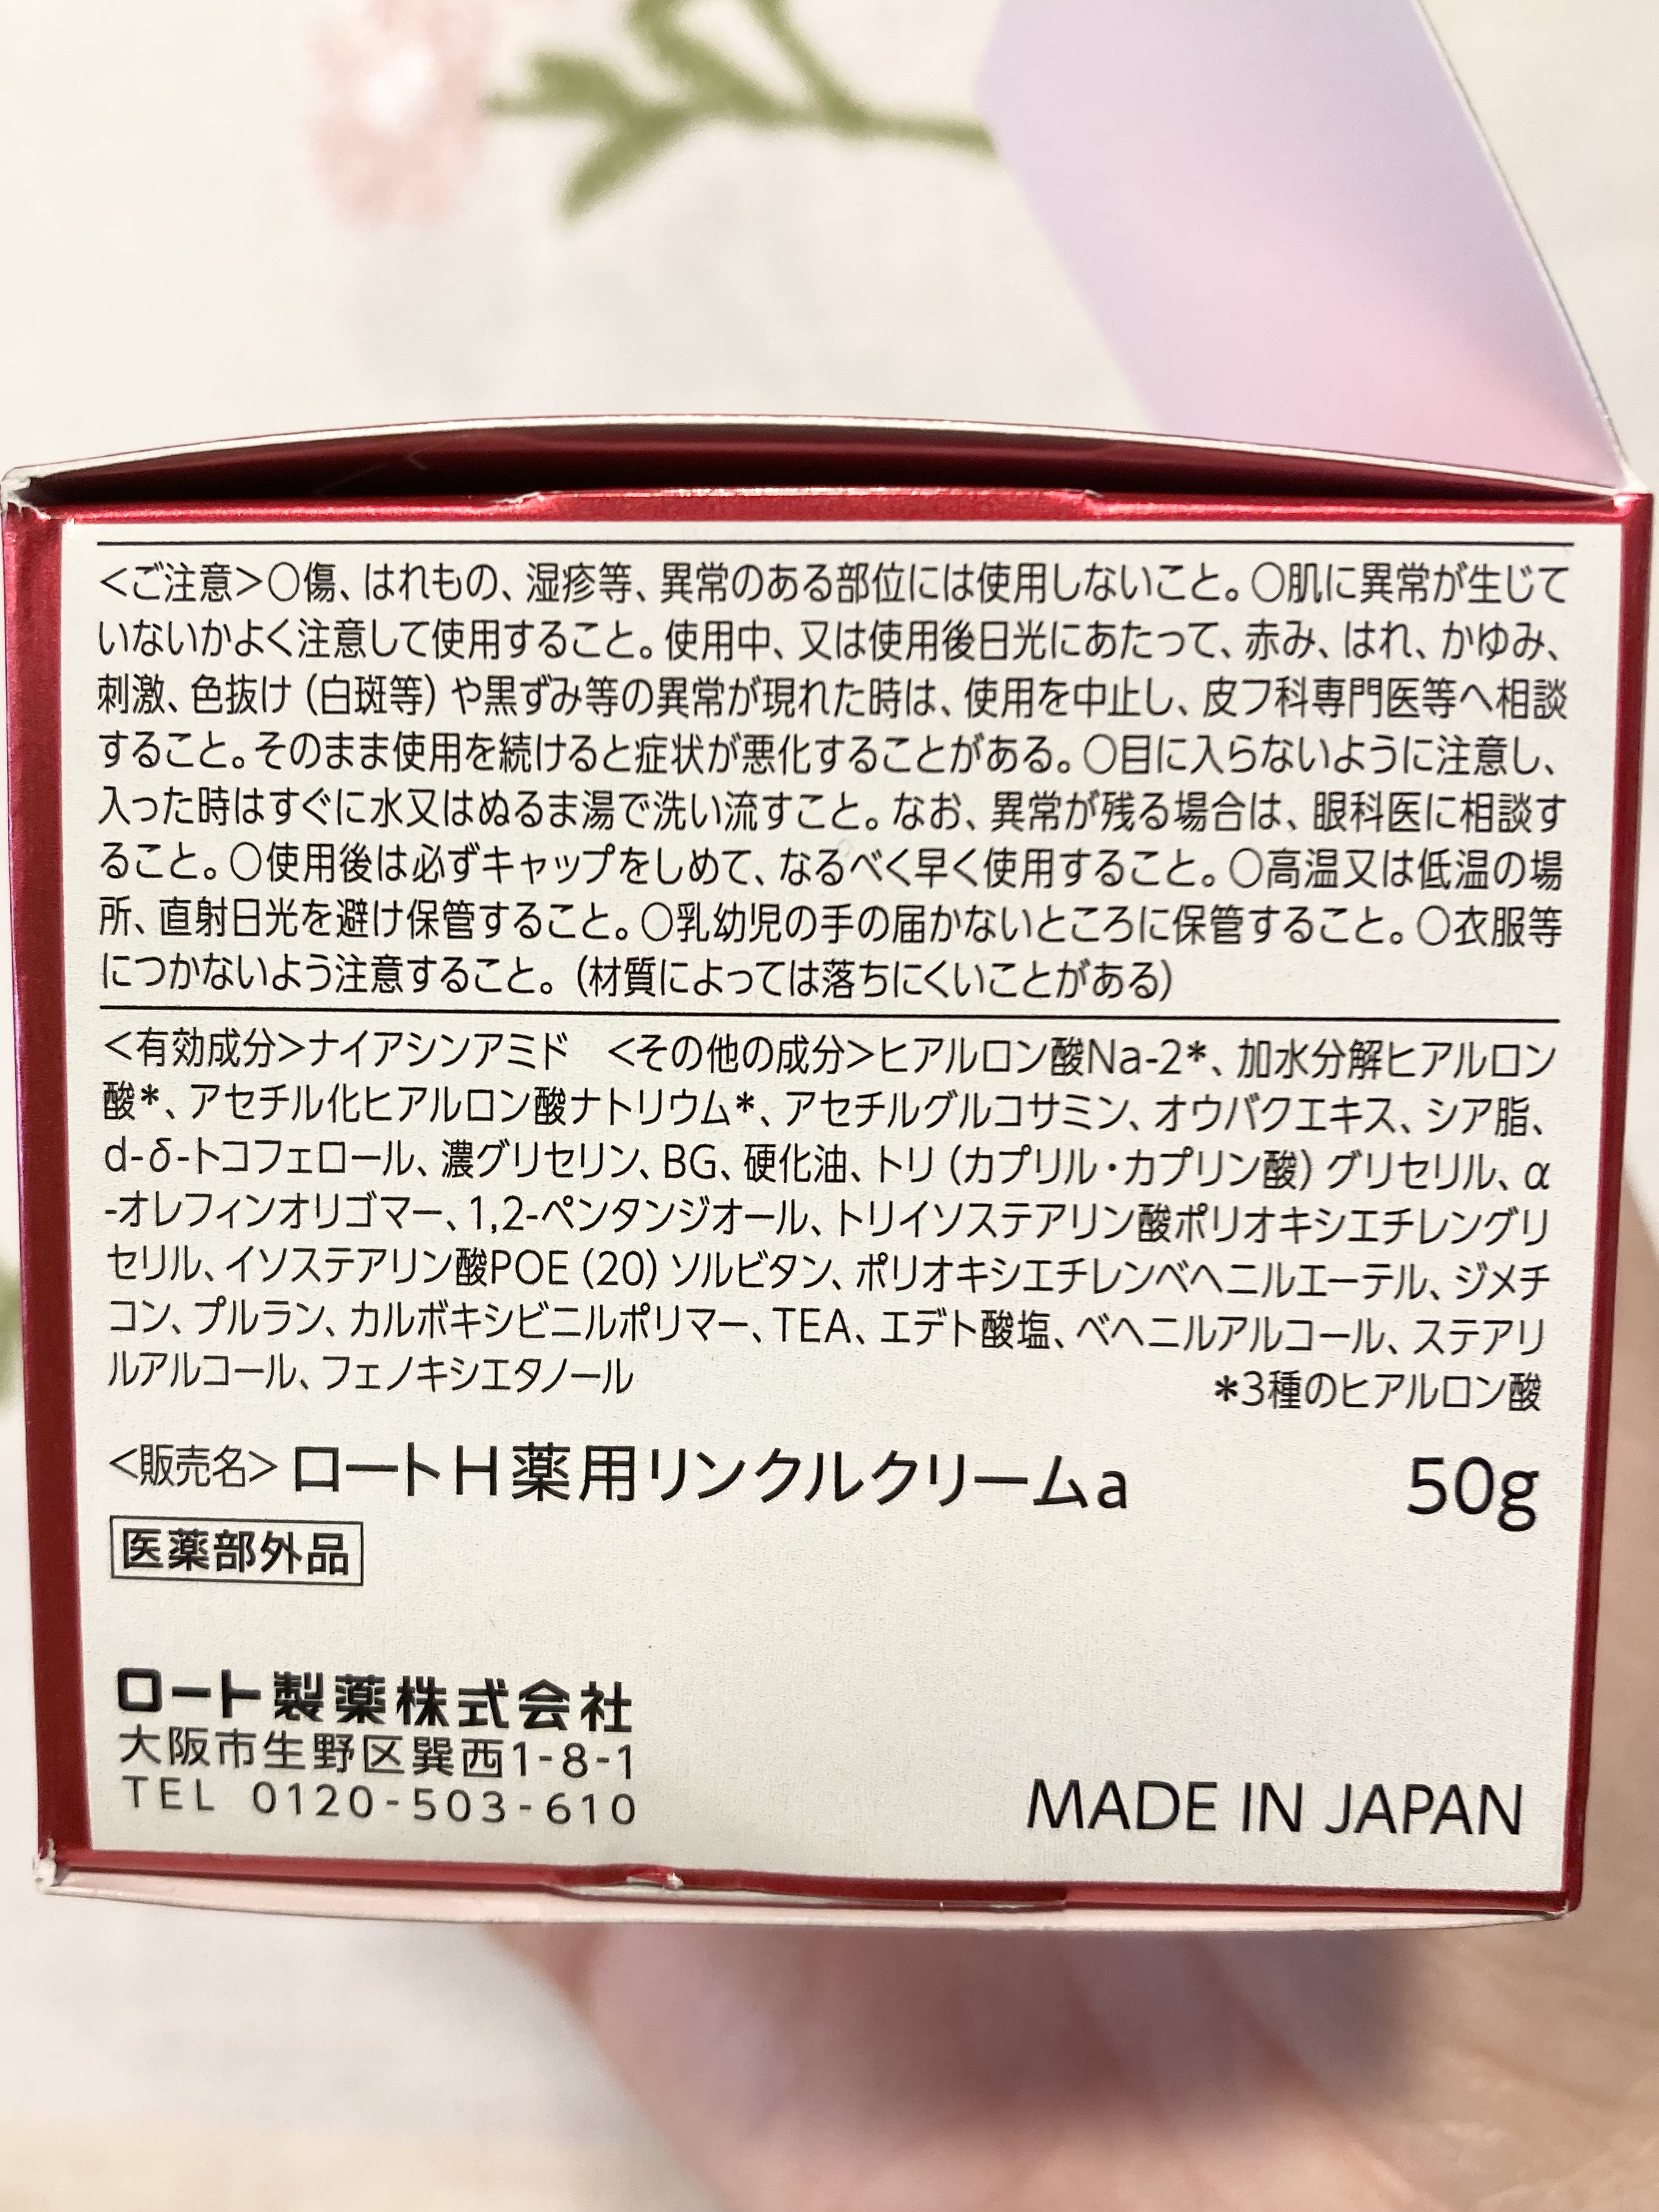 <ご注意>○傷、はれもの、湿疹等、異常のある部位には使用しないこと。○肌に異常が生じて
いないかよく注意して使用すること。使用中、又は使用後日光にあたって、赤み、はれ、かゆみ、
刺激、色抜け(白斑等)や黒ずみ等の異常が現れた時は、使用を中止し、皮フ科専門医等へ相談
すること。そのまま使用を続けると症状が悪化することがある。○目に入らないように注意し、
入った時はすぐに水又はぬるま湯で洗い流すこと。なお、異常が残る場合は、眼科医に相談す
ること。○使用後は必ずキャップをしめて、なるべく早く使用すること。○高温又は低温の場
所、直射日光を避け保管すること。○乳幼児の手の届かないところに保管すること。○衣服等
につかないよう注意すること。(材質によっては落ちにくいことがある)
<有効成分>ナイアシンアミド <その他の成分>ヒアルロン酸Na-2*、加水分解ヒアルロン
酸*、アセチル化ヒアルロン酸ナトリウム*、アセチルグルコサミン、オウバクエキス、シア脂、
d-δ-トコフェロール、濃グリセリン、BG、硬化油、トリ(カプリル・カプリン酸)グリセリル、α
-オレフィンオリゴマー、1,2-ペンタンジオール、トリイソステアリン酸ポリオキシエチレングリ
セリル、イソステアリン酸POE(20)ソルビタン、ポリオキシエチレンベヘニルエーテル、ジメチ
コン、プルラン、カルボキシビニルポリマー、TEA、エデト酸塩、ベヘニルアルコール、ステアリ
ルアルコール、フェノキシエタノール
*3種のヒアルロン酸
<販売名>ロートH薬用リンクルクリームa 50g
医薬部外品
ロート製薬株式会社
大阪市生野区巽西1-8-1
TEL 0120-503-610
MADE IN JAPAN